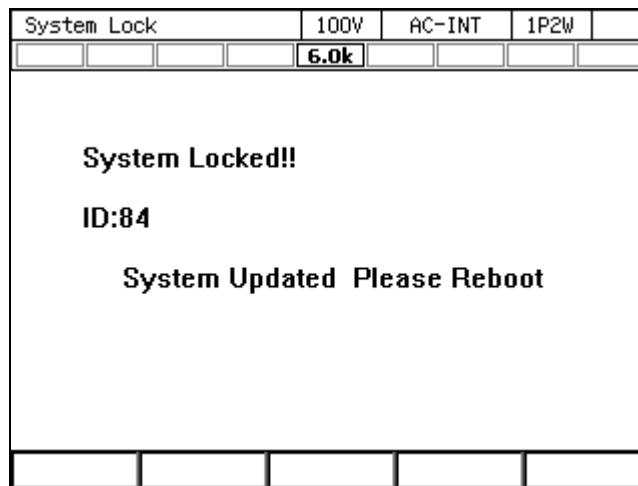 System Lock 100V AC-INT 1P2W
6.0k
System Locked!!
ID:84
System Updated  Please Reboot